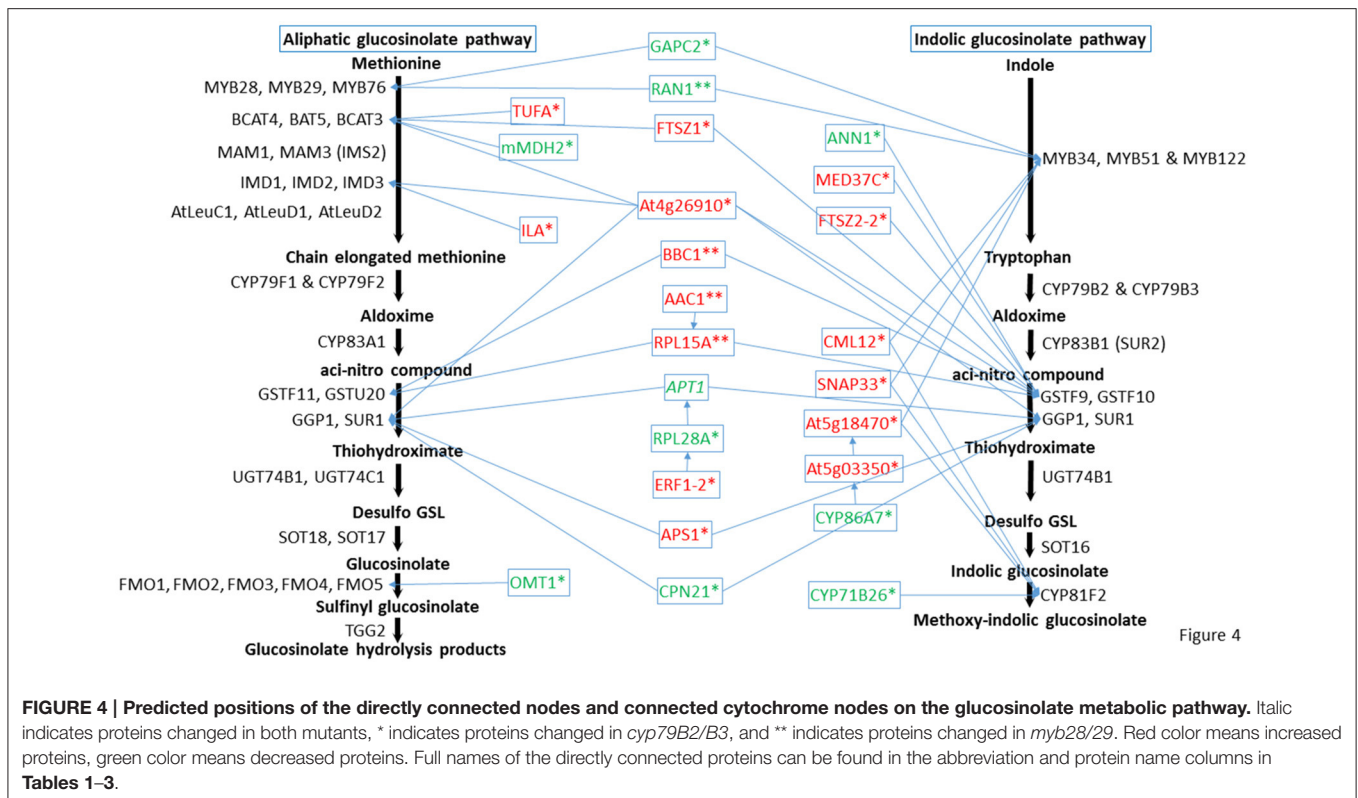 Aliphatic glucosinolate pathway
Methionine
MYB28, MYB29, MYB76
BCAT4, BAT5, BCAT3
MAM1, MAM3 (IMS2)
IMD1, IMD2, IMD3
AtLeuC1, AtLeuD1, AtLeuD2
Chain elongated methionine
CYP79F1 & CYP79F2
Aldoxime
CYP83A1
aci-nitro compound
GSTF11, GSTU20
GGP1, SUR1
Thiohydroximate
UGT74B1, UGT74C1
Desulfo GSL
SOT18, SOT17
Glucosinolate
FMO1, FMO2, FMO3, FMO4, FMO5
Sulfinyl glucosinolate
TGG2
Glucosinolate hydrolysis products
TUFA*
mMDH2*
ILA*
OMT1*
GAPC2*
RAN1**
FTSZ1*
At4g26910*
BBC1**
AAC1**
RPL15A**
APT1
RPL28A*
ERF1-2*
APS1*
CPN21*
ANN1*
MED37C*
FTSZ2-2*
CML12*
SNAP33*
At5g18470*
At5g03350*
CYP86A7*
CYP71B26*
Indolic glucosinolate pathway
Indole
MYB34, MYB51 & MYB122
Tryptophan
CYP79B2 & CYP79B3
Aldoxime
CYP83B1 (SUR2)
aci-nitro compound
GSTF9, GSTF10
GGP1, SUR1
Thiohydroximate
UGT74B1
Desulfo GSL
SOT16
Indolic glucosinolate
CYP81F2
Methoxy-indolic glucosinolate
Figure 4
FIGURE 4 | Predicted positions of the directly connected nodes and connected cytochrome nodes on the glucosinolate metabolic pathway. Italic
indicates proteins changed in both mutants, * indicates proteins changed in cyp79B2/B3, and ** indicates proteins changed in myb28/29. Red color means increased
proteins, green color means decreased proteins. Full names of the directly connected proteins can be found in the abbreviation and protein name columns in
Tables 1–3.